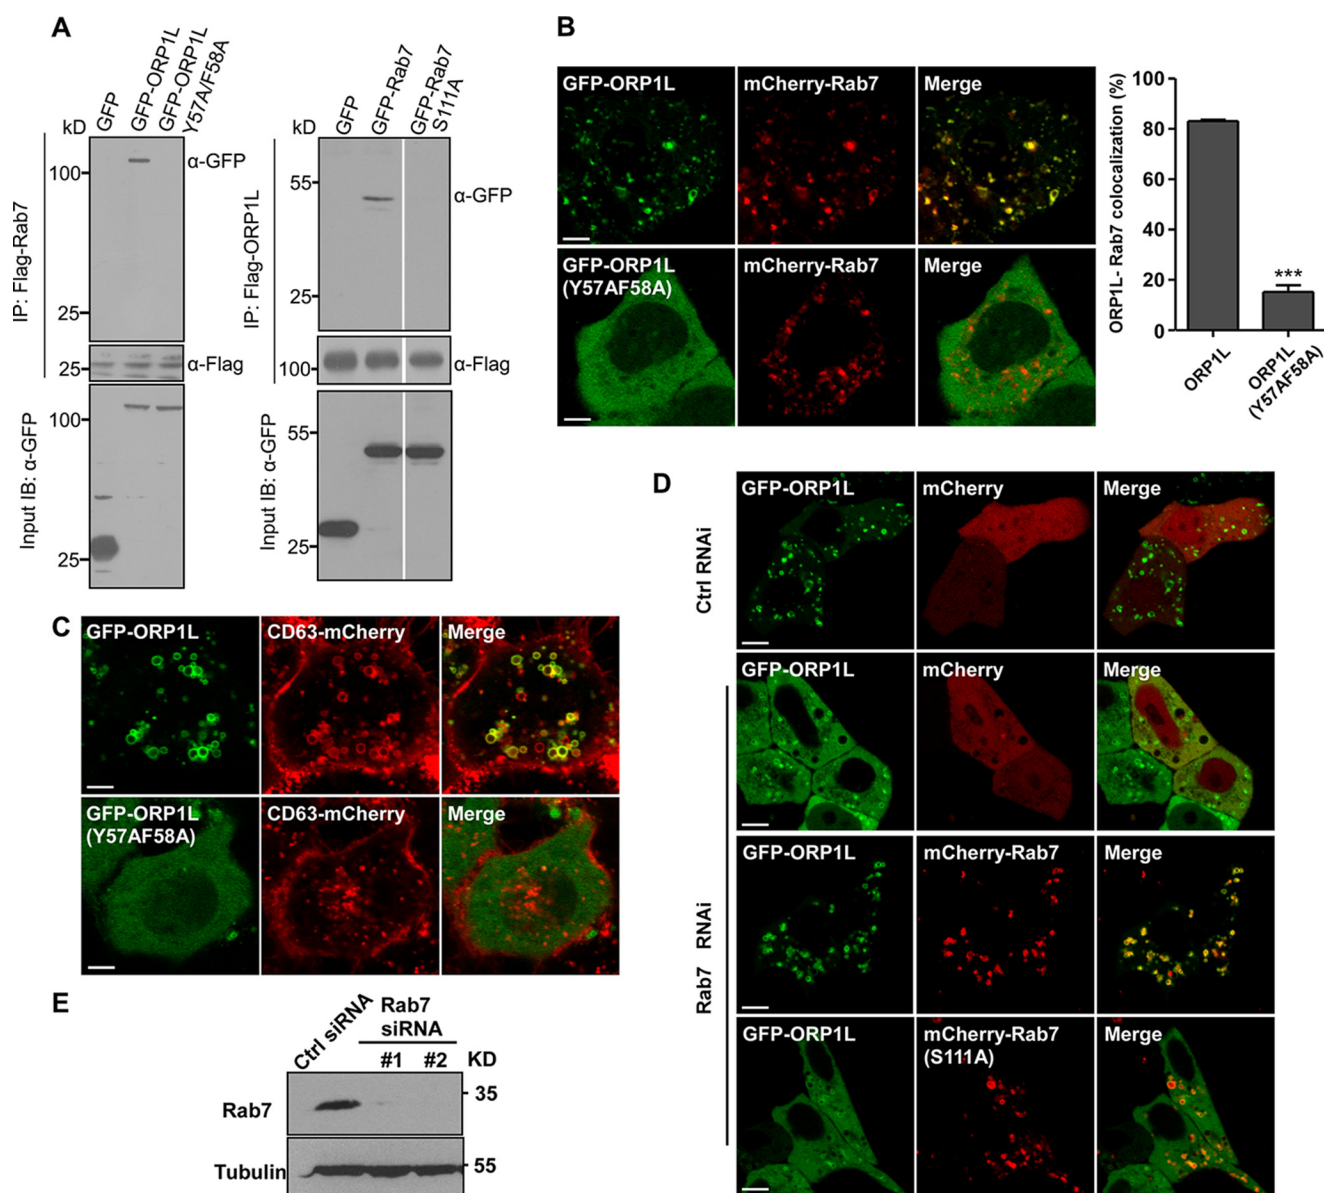 A
GFP
GFP-ORP1L
GFP-ORP1L
Y57A/F58A
kD
100
25
25
100
25
IP: Flag-Rab7
Input IB: α-GFP
α-GFP
α-Flag
GFP
GFP-Rab7
GFP-Rab7
S111A
kD
55
25
100
55
25
IP: Flag-ORP1L
Input IB: α-GFP
α-GFP
α-Flag
B
GFP-ORP1L
mCherry-Rab7
Merge
GFP-ORP1L
(Y57AF58A)
mCherry-Rab7
Merge
ORP1L- Rab7 colocalization (%)
100
80
60
40
20
0
***
ORP1L
ORP1L
(Y57AF58A)
C
GFP-ORP1L
CD63-mCherry
Merge
GFP-ORP1L
(Y57AF58A)
CD63-mCherry
Merge
D
Ctrl RNAi
GFP-ORP1L
mCherry
Merge
Rab7 RNAi
GFP-ORP1L
mCherry
Merge
GFP-ORP1L
mCherry-Rab7
Merge
GFP-ORP1L
mCherry-Rab7
(S111A)
Merge
E
Ctrl siRNA
Rab7
siRNA
#1
#2
KD
Rab7
35
Tubulin
55